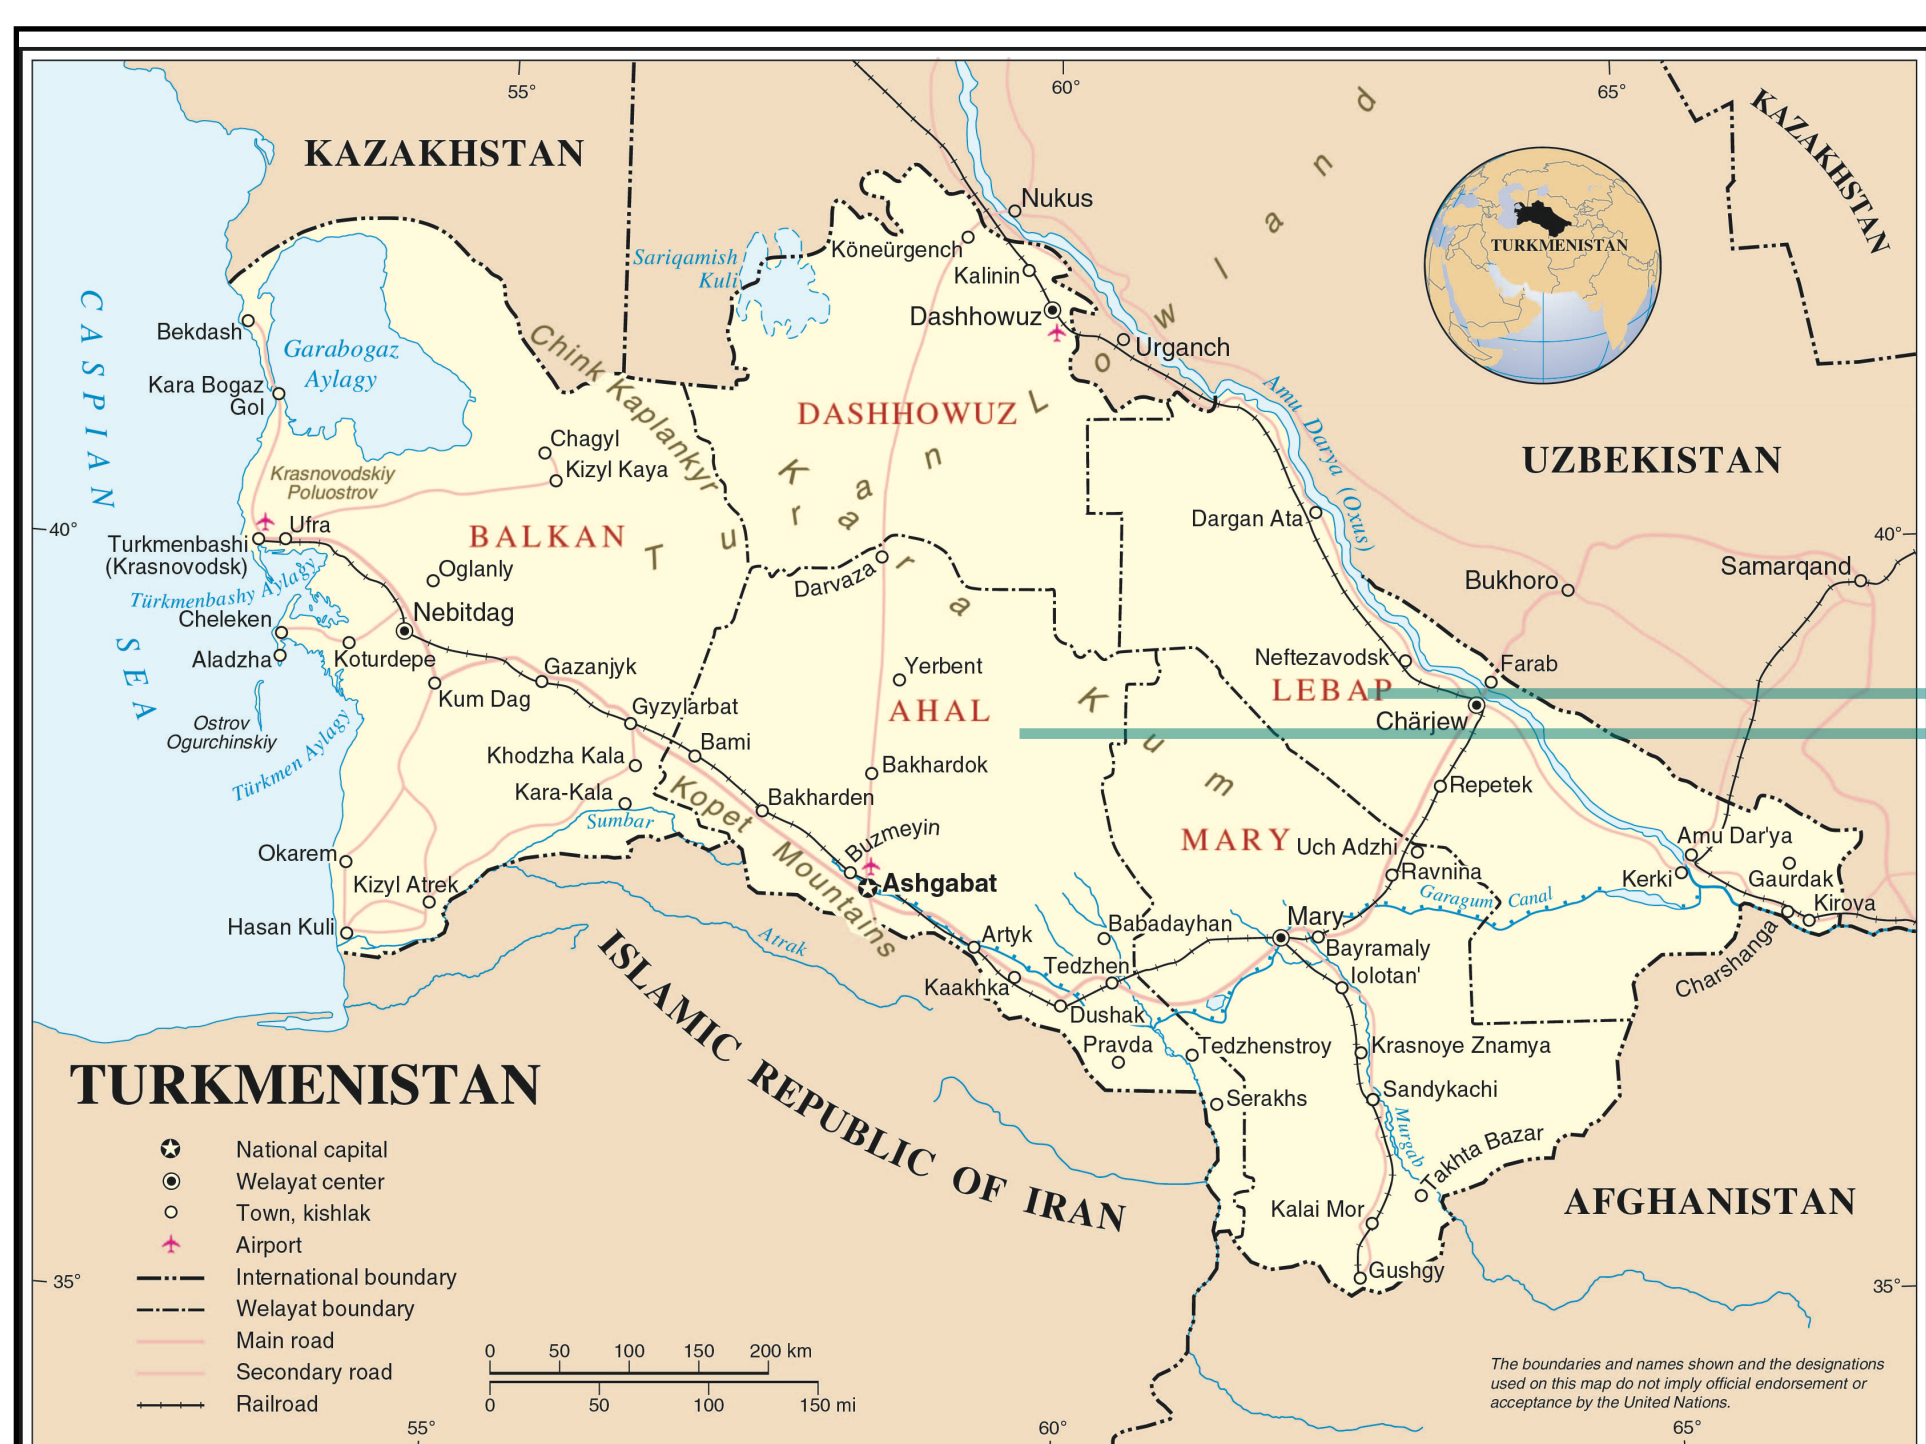 55°
60°
65°
KAZAKHSTAN
KAZAKHSTAN
Nukus
Köneürgench
Kalinin
Sariqamish
Kuli
Dashhowuz
Urganch
TURKMENISTAN
CASPIAN SEA
Bekdash
Garabogaz
Aylagy
Kara Bogaz
Gol
Chink Kaplankyr
DASHHOWUZ
Turan Lowland
Amu Darya (Oxus)
UZBEKISTAN
Chagyl
Kizyl Kaya
Krasnovodskiy
Poluostrov
Kara Kum
40°
Ufra
Turkmenbashi
(Krasnovodsk)
BALKAN
Dargan Ata
40°
Türkmenbashy Aylagy
Oglanly
Darvaza
Bukhoro
Samarqand
Cheleken
Nebitdag
Aladzha
Koturdepe
Gazanjyk
Yerbent
Neftezavodsk
Farab
Kum Dag
LEBAP
Ostrov
Ogurchinskiy
Gyzylarbat
AHAL
Chärjew
Türkmen Aylagy
Khodzha Kala
Bami
Bakhardok
Repetek
Kara-Kala
Kopet Mountains
Bakharden
Sumbar
Buzmeyin
MARY
Uch Adzhi
Amu Dar'ya
Okarem
Ravnina
Kerki
Gaurdak
Kizyl Atrek
Ashgabat
Garagum Canal
Kirova
Hasan Kuli
Atrak
Artyk
Babadayhan
Mary
Bayramaly
Charshanga
Tedzhen
Iolotan'
Kaakhka
Dushak
Pravda
Tedzhenstroy
Krasnoye Znamya
ISLAMIC REPUBLIC OF IRAN
Serakhs
Sandykachi
Murgab
Takhta Bazar
Kalai Mor
AFGHANISTAN
Gushgy
35°
35°
TURKMENISTAN
National capital
Welayat center
Town, kishlak
Airport
International boundary
Welayat boundary
Main road
Secondary road
Railroad
0 50 100 150 200 km
0 50 100 150 mi
The boundaries and names shown and the designations
used on this map do not imply official endorsement or
acceptance by the United Nations.
55°
60°
65°